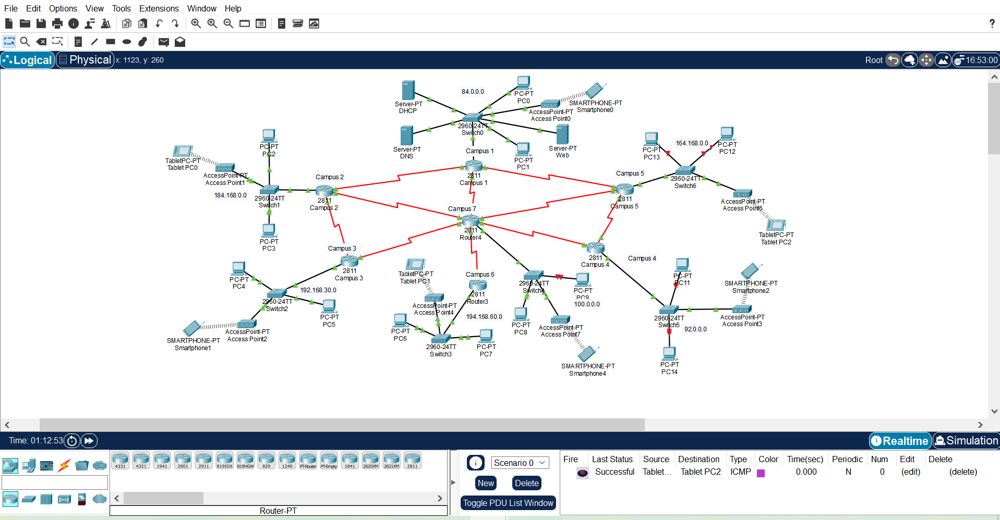 File Edit Options View Tools Extensions Window Help
?
Logical Physical x: 1123, y: 260 Root 16:53:00
Server-PT
DHCP
84.0.0.0
PC-PT
PC0
SMARTPHONE-PT
Smartphone0
AccessPoint-PT
Access Point0
2960-24TT
Switch0
Server-PT
DNS
Server-PT
Web
PC-PT
PC1
Campus 1
2811
Campus 1
PC-PT
PC2
TabletPC-PT
Tablet PC0
AccessPoint-PT
Access Point1
184.168.0.0
2960-24TT
Switch1
PC-PT
PC3
Campus 2
2811
Campus 2
Campus 5
2811
Campus 5
PC-PT
PC13
164.168.0.0
PC-PT
PC12
2960-24TT
Switch6
AccessPoint-PT
Access Point6
TabletPC-PT
Tablet PC2
Campus 7
2811
Router4
Campus 3
2811
Campus 3
PC-PT
PC4
192.168.30.0
2960-24TT
Switch2
PC-PT
PC5
AccessPoint-PT
Access Point2
SMARTPHONE-PT
Smartphone1
TabletPC-PT
Tablet PC1
Campus 6
2811
Router3
AccessPoint-PT
Access Point4
194.168.60.0
PC-PT
PC6
2960-24TT
Switch3
PC-PT
PC7
2960-24TT
Switch4
PC-PT
PC9
100.0.0.0
PC-PT
PC8
AccessPoint-PT
Access Point7
SMARTPHONE-PT
Smartphone4
2811
Campus 4
Campus 4
PC-PT
PC11
SMARTPHONE-PT
Smartphone2
2960-24TT
Switch5
AccessPoint-PT
Access Point3
92.0.0.0
PC-PT
PC14
Time: 01:12:53 Realtime Simulation
4331 4321 1941 2901 2911 819IOX 819HGW 829 1240 PT-Router PT-Empty 1841 2620XM 2621XM 2811
Router-PT
Scenario 0
New Delete
Toggle PDU List Window
Fire Last Status Source Destination Type Color Time(sec) Periodic Num Edit Delete
Successful Tablet... Tablet PC2 ICMP 0.000 N 0 (edit) (delete)